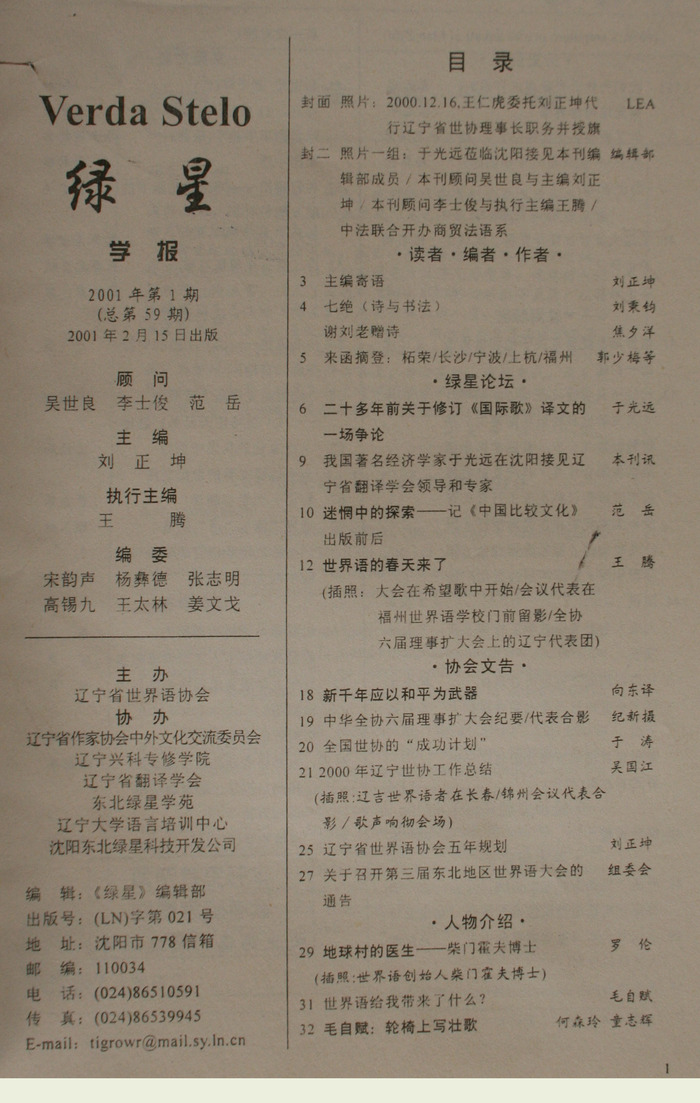 Verda Stelo
绿 星
学 报
2001年第1期
(总第59期)
2001年2月15日出版
顾 问
吴世良 李士俊 范 岳
主 编
刘 正 坤
执行主编
王 腾
编 委
宋韵声 杨彝德 张志明
高锡九 王太林 姜文戈
主 办
辽宁省世界语协会
协 办
辽宁省作家协会中外文化交流委员会
辽宁兴科专修学院
辽宁省翻译学会
东北绿星学苑
辽宁大学语言培训中心
沈阳东北绿星科技开发公司
编 辑：《绿星》编辑部
出版号：(LN)字第021号
地 址：沈阳市778信箱
邮 编：110034
电 话：(024)86510591
传 真：(024)86539945
E-mail：tigrowr@mail.sy.ln.cn
目 录
封面 照片：2000.12.16,王仁虎委托刘正坤代 LEA
行辽宁省世协理事长职务并授旗
封二 照片一组：于光远莅临沈阳接见本刊编 编辑部
辑部成员/本刊顾问吴世良与主编刘正
坤/本刊顾问李士俊与执行主编王腾/
中法联合开办商贸法语系
·读者·编者·作者·
3 主编寄语 刘正坤
4 七绝（诗与书法） 刘秉钧
谢刘老赠诗 焦夕洋
5 来函摘登：柘荣/长沙/宁波/上杭/福州 郭少梅等
·绿星论坛·
6 二十多年前关于修订《国际歌》译文的 于光远
一场争论
9 我国著名经济学家于光远在沈阳接见辽 本刊讯
宁省翻译学会领导和专家
10 迷惘中的探索——记《中国比较文化》 范 岳
出版前后
12 世界语的春天来了 王 腾
(插照：大会在希望歌中开始/会议代表在
福州世界语学校门前留影/全协
六届理事扩大会上的辽宁代表团)
·协会文告·
18 新千年应以和平为武器 向东译
19 中华全协六届理事扩大会纪要/代表合影 纪新摄
20 全国世协的“成功计划” 于 涛
21 2000年辽宁世协工作总结 吴国江
(插照:辽吉世界语者在长春/锦州会议代表合
影/歌声响彻会场)
25 辽宁省世界语协会五年规划 刘正坤
27 关于召开第三届东北地区世界语大会的 组委会
通告
·人物介绍·
29 地球村的医生——柴门霍夫博士 罗 伦
(插照:世界语创始人柴门霍夫博士)
31 世界语给我带来了什么? 毛自赋
32 毛自赋：轮椅上写壮歌 何森玲 童志辉
1